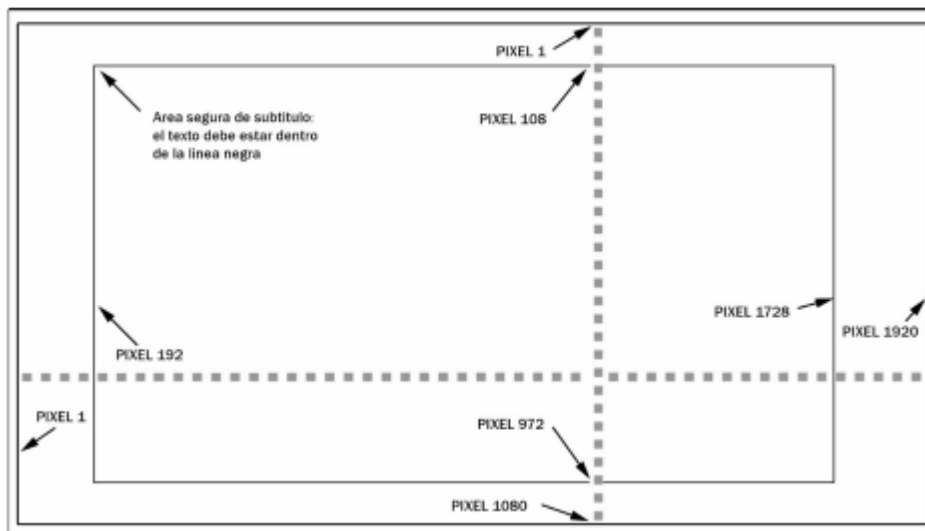 PIXEL 1
PIXEL 108
Area segura de subtitulo:
el texto debe estar dentro
de la linea negra
PIXEL 1728
PIXEL 1920
PIXEL 192
PIXEL 1
PIXEL 972
PIXEL 1080